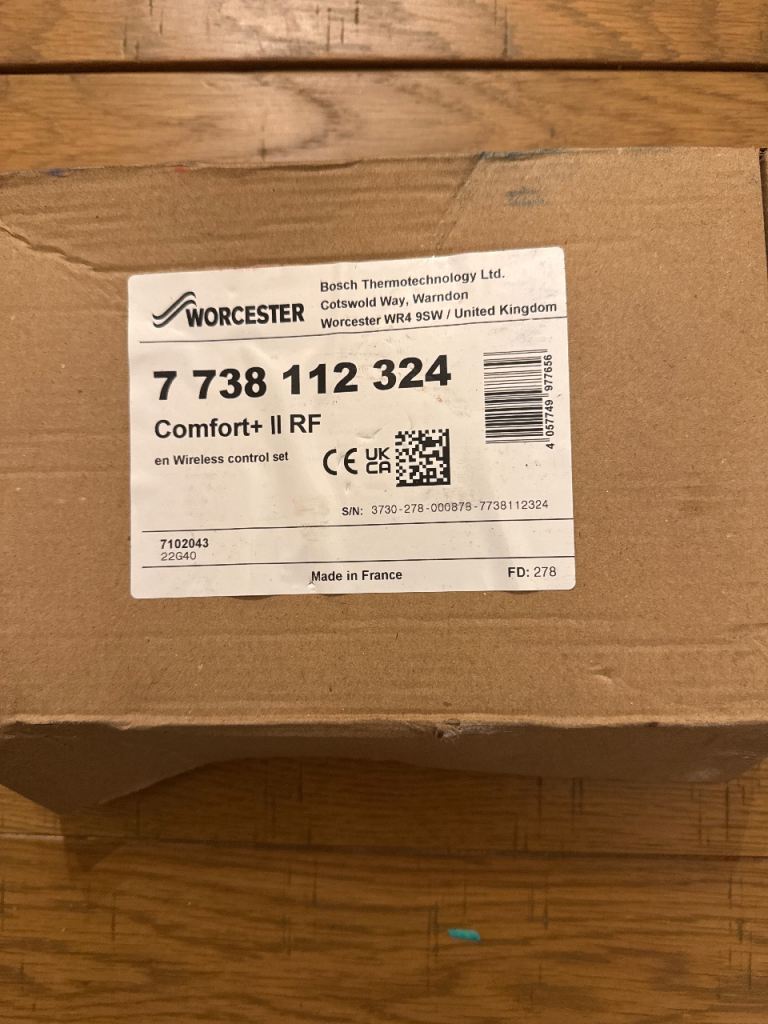 WORCESTER
Bosch Thermotechnology Ltd.
Cotswold Way, Warndon
Worcester WR4 9SW / United Kingdom
7 738 112 324
Comfort+ II RF
en Wireless control set
CE UK CA
4 057749 977656
S/N: 3730-278-000878-7738112324
7102043
22G40
Made in France
FD: 278